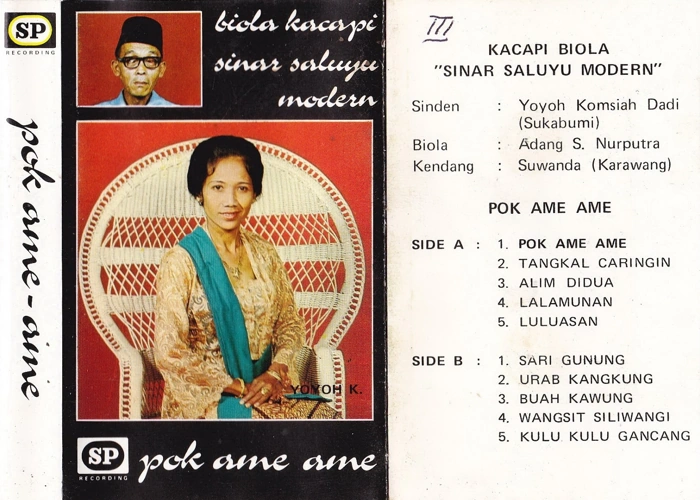 SP
RECORDING
pok ame-ame
biola kacapi
sinar saluyu
modern
YOYOH K.
SP
RECORDING
pok ame ame
III
KACAPI BIOLA
"SINAR SALUYU MODERN"
Sinden : Yoyoh Komsiah Dadi
(Sukabumi)
Biola : Adang S. Nurputra
Kendang : Suwanda (Karawang)
POK AME AME
SIDE A : 1. POK AME AME
2. TANGKAL CARINGIN
3. ALIM DIDUA
4. LALAMUNAN
5. LULUASAN
SIDE B : 1. SARI GUNUNG
2. URAB KANGKUNG
3. BUAH KAWUNG
4. WANGSIT SILIWANGI
5. KULU KULU GANCANG